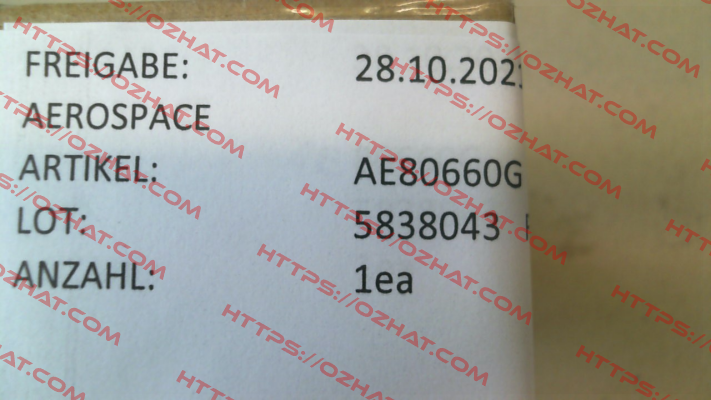 FREIGABE: 28.10.202
AEROSPACE
ARTIKEL: AE80660G
LOT: 5838043
ANZAHL: 1ea
HTTPS://OZHAT.COM